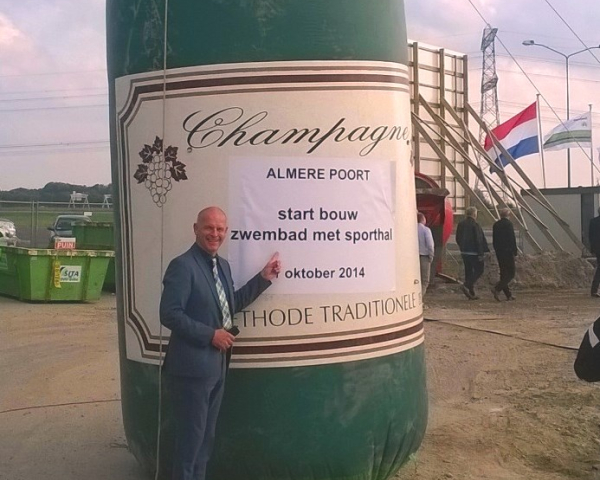 Champagne
ALMERE POORT
start bouw
zwembad met sporthal
oktober 2014
THODE TRADITIONELE
PUIN